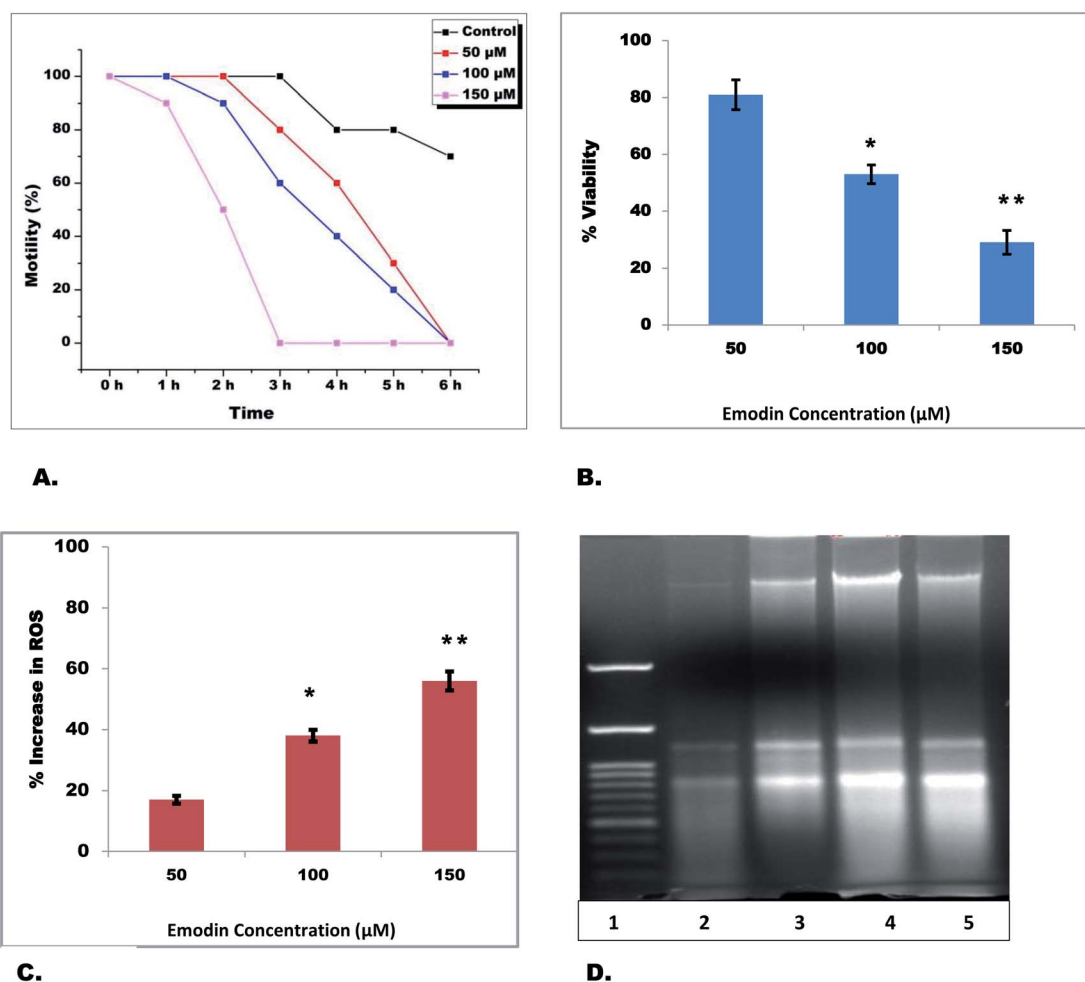 Control
50 µM
100 µM
150 µM
100
80
60
40
20
0
Motility (%)
0 h 1 h 2 h 3 h 4 h 5 h 6 h
Time
A.
100
80
60
40
20
0
% Viability
*
**
50 100 150
Emodin Concentration (µM)
B.
100
80
60
40
20
0
% Increase in ROS
*
**
50 100 150
Emodin Concentration (µM)
C.
1 2 3 4 5
D.